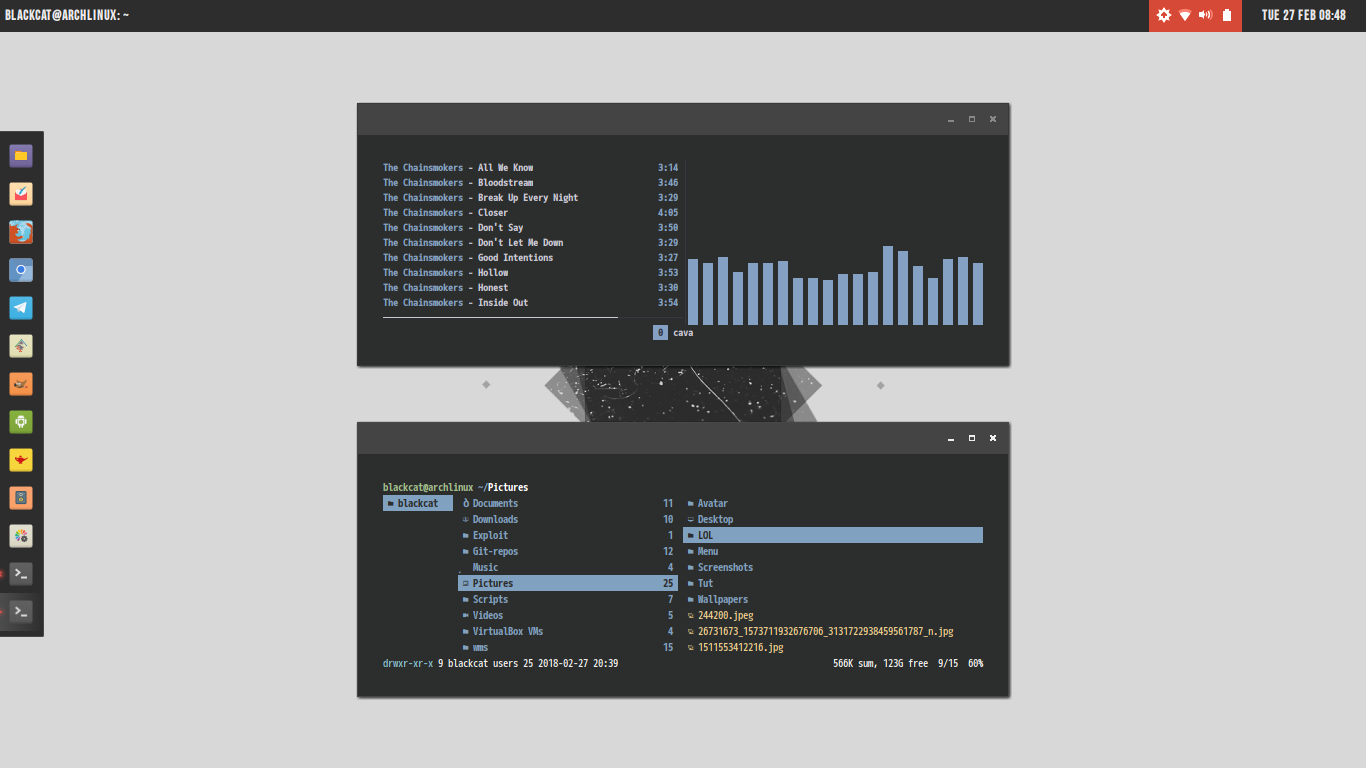 BLACKCAT@ARCHLINUX: ~
TUE 27 FEB 08:48
The Chainsmokers - All We Know 3:14
The Chainsmokers - Bloodstream 3:46
The Chainsmokers - Break Up Every Night 3:29
The Chainsmokers - Closer 4:05
The Chainsmokers - Don't Say 3:50
The Chainsmokers - Don't Let Me Down 3:29
The Chainsmokers - Good Intentions 3:27
The Chainsmokers - Hollow 3:53
The Chainsmokers - Honest 3:30
The Chainsmokers - Inside Out 3:54
0 cava
blackcat@archlinux ~/Pictures
blackcat Documents 11 Avatar
Downloads 10 Desktop
Exploit 1 LOL
Git-repos 12 Menu
Music 4 Screenshots
Pictures 25 Tut
Scripts 7 Wallpapers
Videos 5 244200.jpeg
VirtualBox VMs 4 26731673_1573711932676706_3131722938459561787_n.jpg
wms 15 1511553412216.jpg
drwxr-xr-x 9 blackcat users 25 2018-02-27 20:39 566K sum, 123G free 9/15 60%